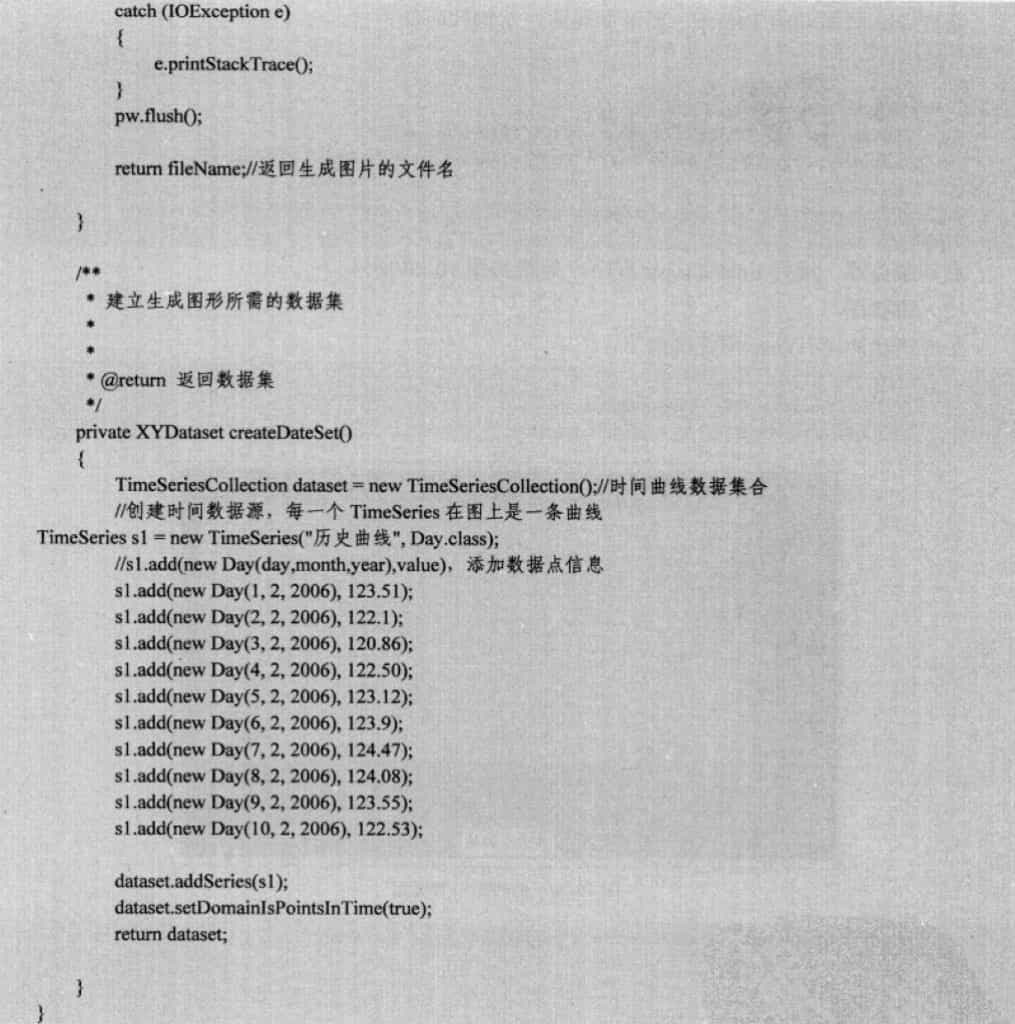 catch (IOException e)
{
e.printStackTrace();
}
pw.flush();
return fileName;//返回生成图片的文件名
}
/**
* 建立生成图形所需的数据集
*
*
* @return 返回数据集
*/
private XYDataset createDateSet()
{
TimeSeriesCollection dataset = new TimeSeriesCollection();//时间曲线数据集合
//创建时间数据源，每一个 TimeSeries 在图上是一条曲线
TimeSeries s1 = new TimeSeries("历史曲线", Day.class);
//s1.add(new Day(day,month,year),value)，添加数据点信息
s1.add(new Day(1, 2, 2006), 123.51);
s1.add(new Day(2, 2, 2006), 122.1);
s1.add(new Day(3, 2, 2006), 120.86);
s1.add(new Day(4, 2, 2006), 122.50);
s1.add(new Day(5, 2, 2006), 123.12);
s1.add(new Day(6, 2, 2006), 123.9);
s1.add(new Day(7, 2, 2006), 124.47);
s1.add(new Day(8, 2, 2006), 124.08);
s1.add(new Day(9, 2, 2006), 123.55);
s1.add(new Day(10, 2, 2006), 122.53);
dataset.addSeries(s1);
dataset.setDomainIsPointsInTime(true);
return dataset;
}
}